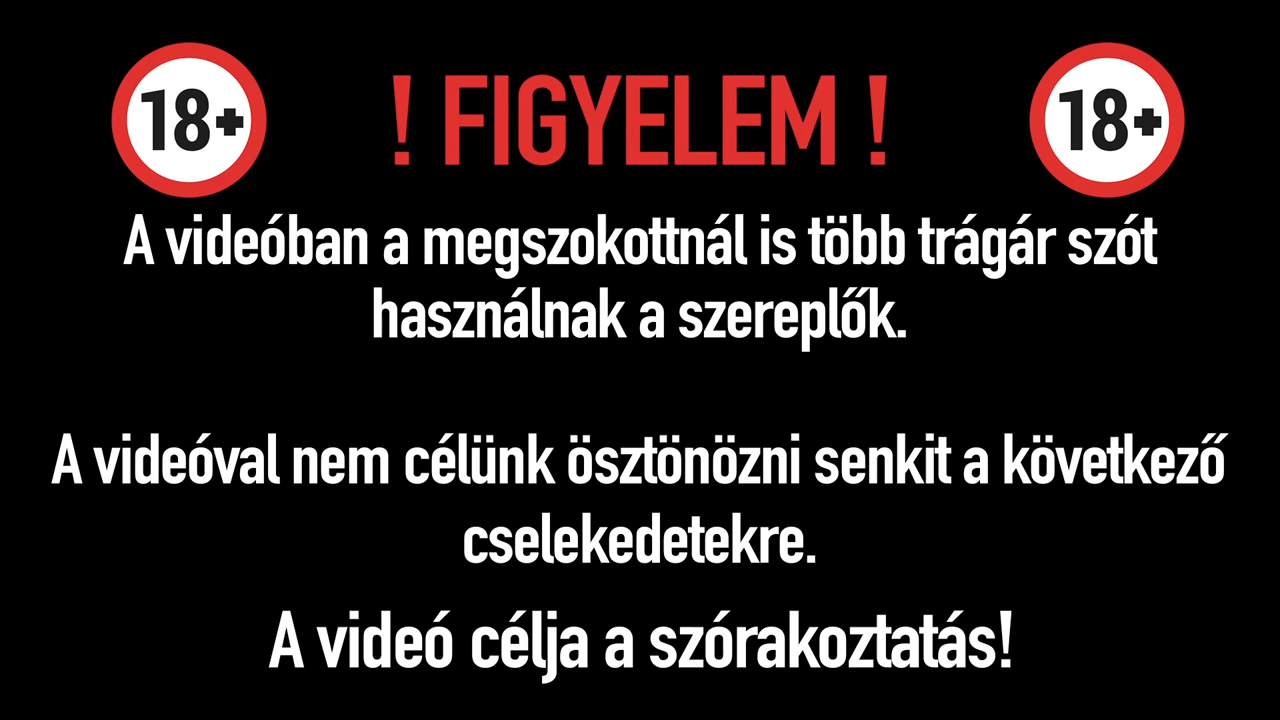 18+
! FIGYELEM !
18+
A videóban a megszokottnál is több trágár szót
használnak a szereplők.
A videóval nem célünk ösztönözni senkit a következő
cselekedetekre.
A videó célja a szórakoztatás!